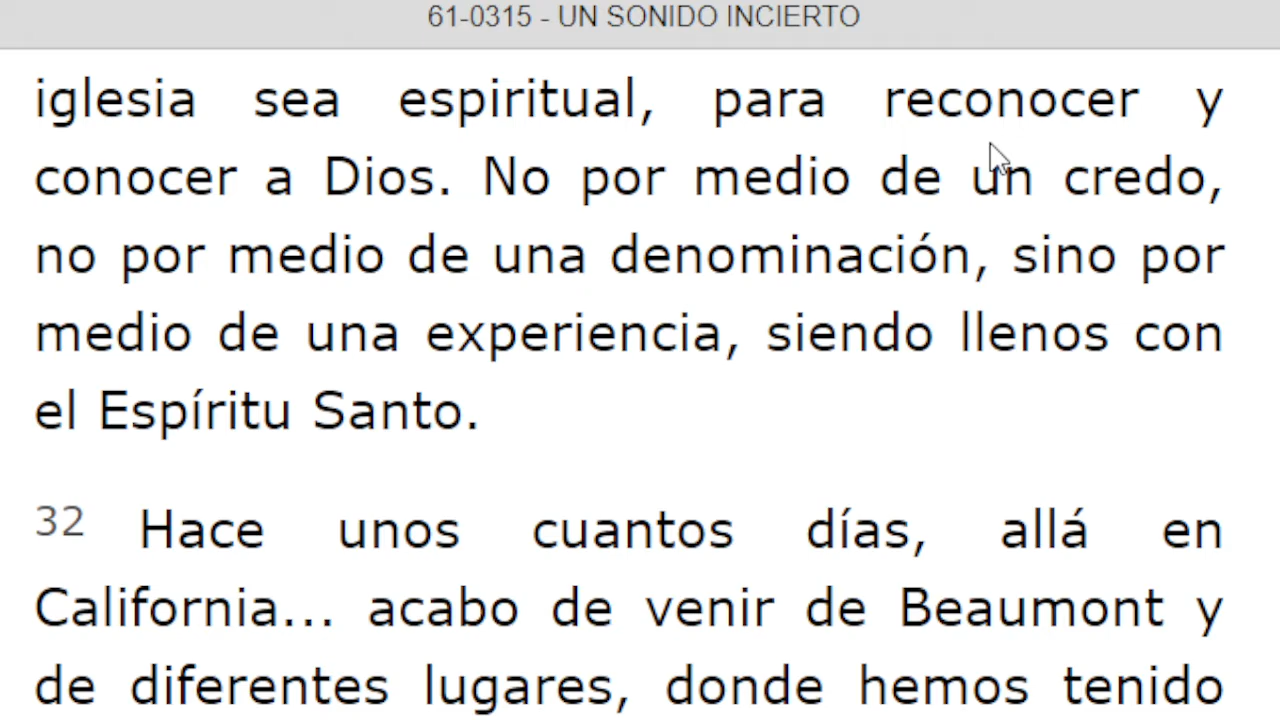 61-0315 - UN SONIDO INCIERTO
iglesia sea espiritual, para reconocer y
conocer a Dios. No por medio de un credo,
no por medio de una denominación, sino por
medio de una experiencia, siendo llenos con
el Espíritu Santo.
32 Hace unos cuantos días, allá en
California... acabo de venir de Beaumont y
de diferentes lugares, donde hemos tenido